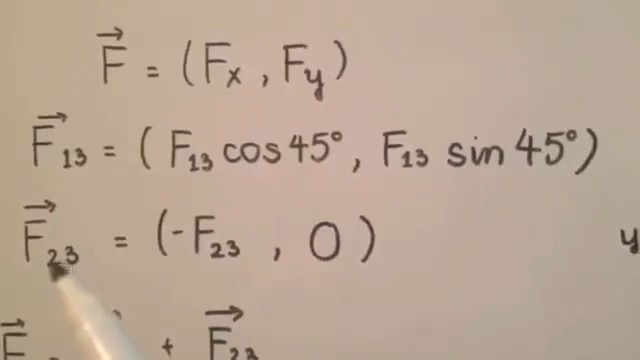 F⃗ = (Fx, Fy)
F⃗₁₃ = (F₁₃ cos 45°, F₁₃ sin 45°)
F⃗₂₃ = (-F₂₃, 0)
y
F⃗ + F⃗₂₃